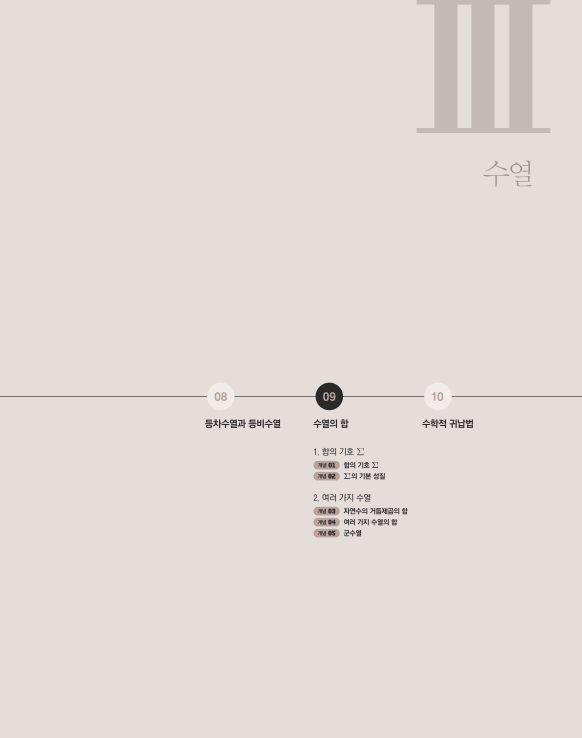 III
수열
08
09
10
등차수열과 등비수열
수열의 합
수학적 귀납법
1. 합의 기호 ∑
개념 01 합의 기호 ∑
개념 02 ∑의 기본 성질
2. 여러 가지 수열
개념 03 자연수의 거듭제곱의 합
개념 04 여러 가지 수열의 합
개념 05 군수열